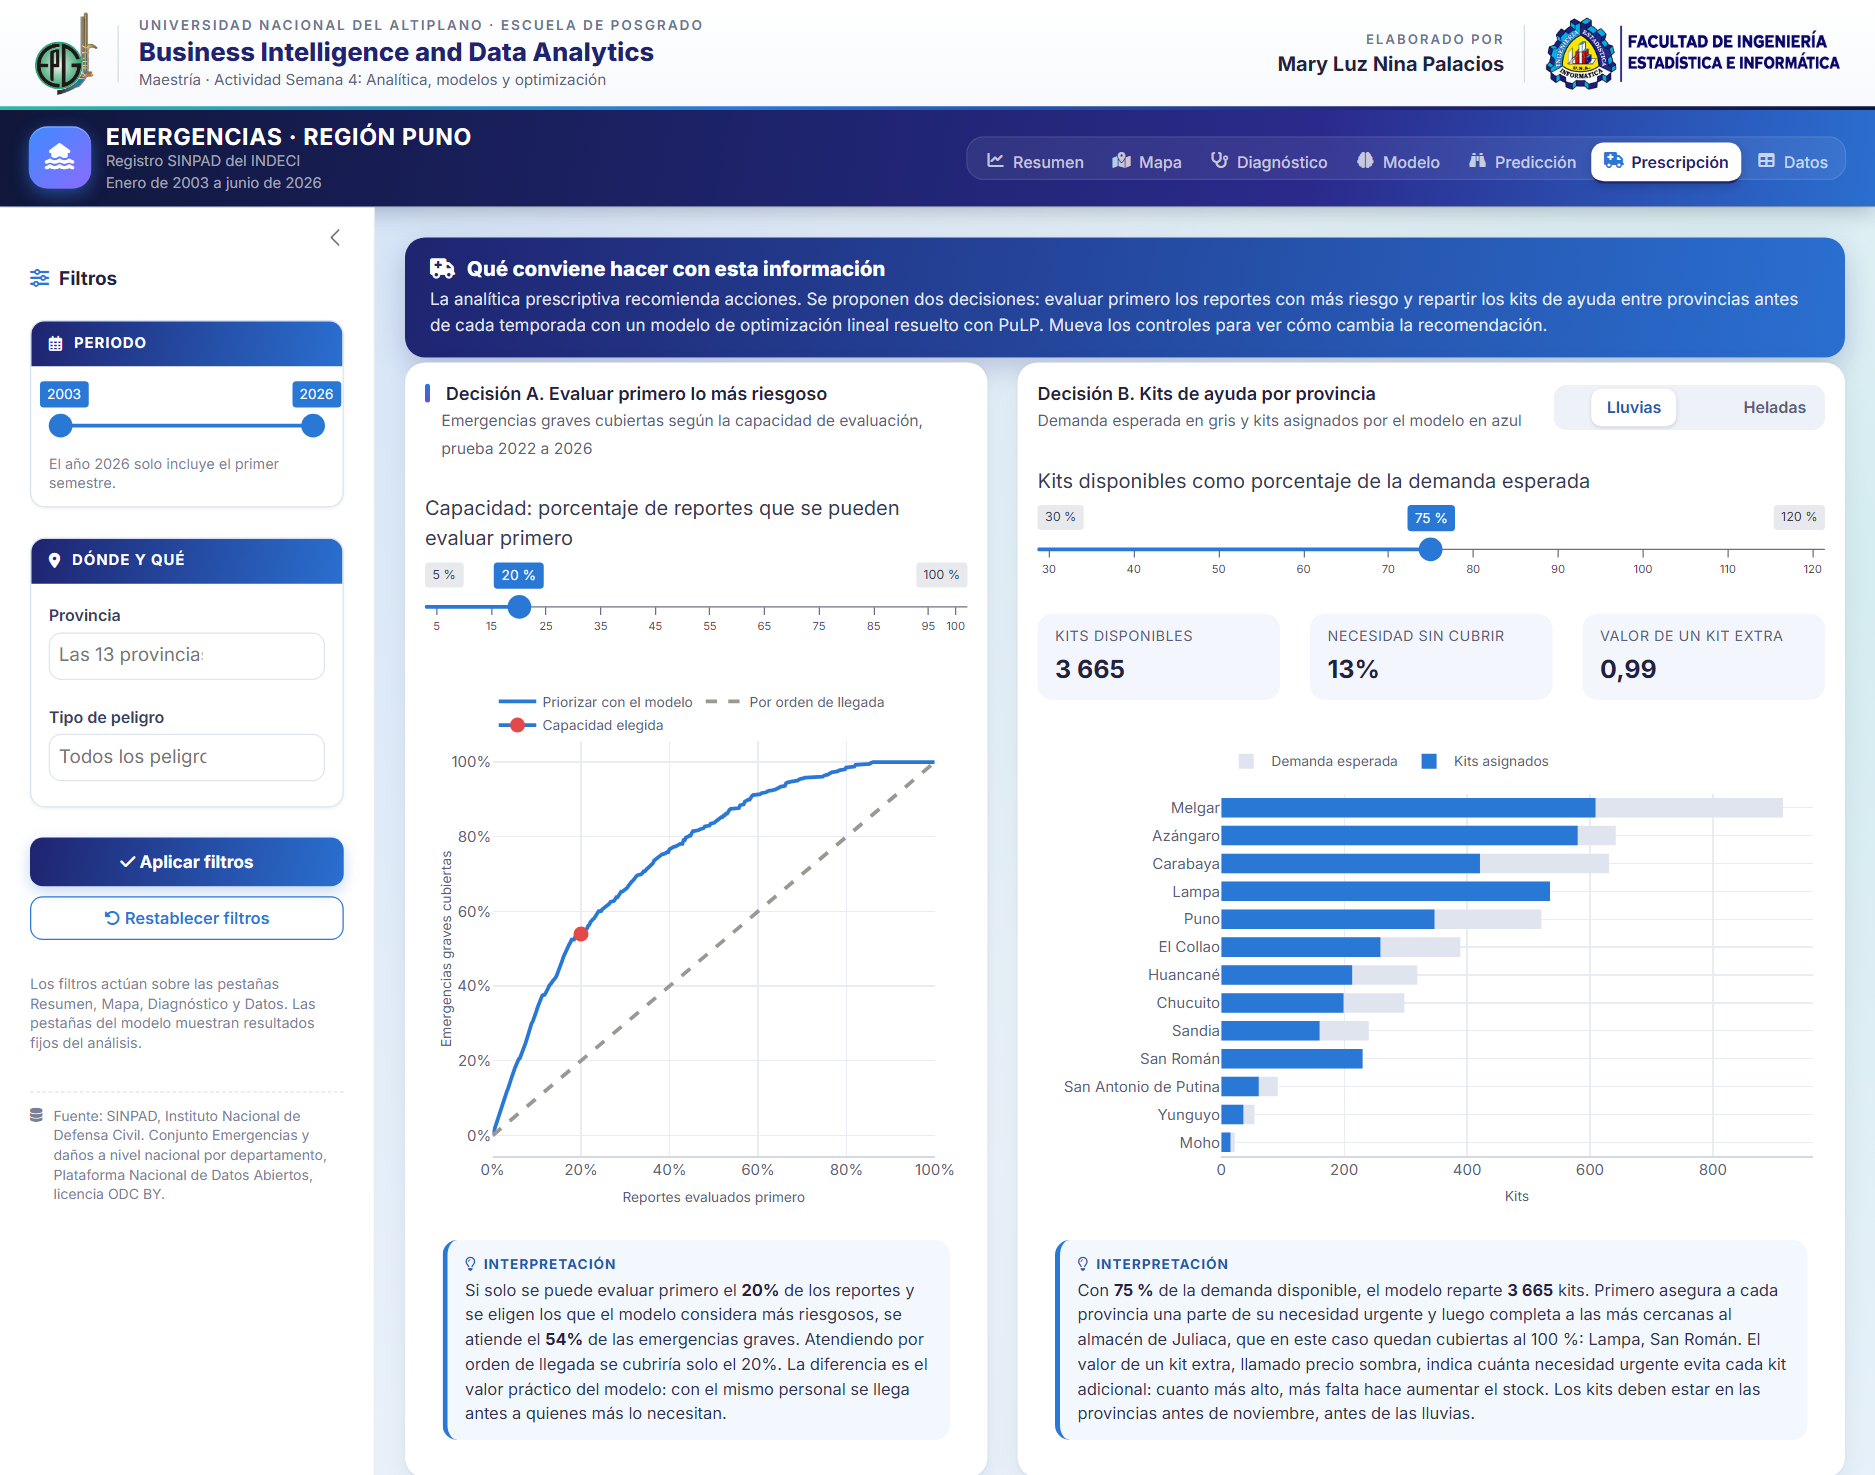 EPG
UNIVERSIDAD NACIONAL DEL ALTIPLANO · ESCUELA DE POSGRADO
Business Intelligence and Data Analytics
Maestría · Actividad Semana 4: Analítica, modelos y optimización
ELABORADO POR
Mary Luz Nina Palacios
FACULTAD DE INGENIERÍA
ESTADÍSTICA E INFORMÁTICA
EMERGENCIAS · REGIÓN PUNO
Registro SINPAD del INDECI
Enero de 2003 a junio de 2026
Resumen
Mapa
Diagnóstico
Modelo
Predicción
Prescripción
Datos
Filtros
PERIODO
2003
2026
El año 2026 solo incluye el primer
semestre.
DÓNDE Y QUÉ
Provincia
Las 13 provincias
Tipo de peligro
Todos los peligro
Aplicar filtros
Restablecer filtros
Los filtros actúan sobre las pestañas
Resumen, Mapa, Diagnóstico y Datos. Las
pestañas del modelo muestran resultados
fijos del análisis.
Fuente: SINPAD, Instituto Nacional de
Defensa Civil. Conjunto Emergencias y
daños a nivel nacional por departamento,
Plataforma Nacional de Datos Abiertos,
licencia ODC BY.
Qué conviene hacer con esta información
La analítica prescriptiva recomienda acciones. Se proponen dos decisiones: evaluar primero los reportes con más riesgo y repartir los kits de ayuda entre provincias antes
de cada temporada con un modelo de optimización lineal resuelto con PuLP. Mueva los controles para ver cómo cambia la recomendación.
Decisión A. Evaluar primero lo más riesgoso
Emergencias graves cubiertas según la capacidad de evaluación,
prueba 2022 a 2026
Capacidad: porcentaje de reportes que se pueden
evaluar primero
5 %
20 %
100 %
5 15 25 35 45 55 65 75 85 95 100
Priorizar con el modelo
Por orden de llegada
Capacidad elegida
Emergencias graves cubiertas
100%
80%
60%
40%
20%
0%
0% 20% 40% 60% 80% 100%
Reportes evaluados primero
INTERPRETACIÓN
Si solo se puede evaluar primero el 20% de los reportes y
se eligen los que el modelo considera más riesgosos, se
atiende el 54% de las emergencias graves. Atendiendo por
orden de llegada se cubriría solo el 20%. La diferencia es el
valor práctico del modelo: con el mismo personal se llega
antes a quienes más lo necesitan.
Decisión B. Kits de ayuda por provincia
Demanda esperada en gris y kits asignados por el modelo en azul
Lluvias
Heladas
Kits disponibles como porcentaje de la demanda esperada
30 %
75 %
120 %
30 40 50 60 70 80 90 100 110 120
KITS DISPONIBLES
3 665
NECESIDAD SIN CUBRIR
13%
VALOR DE UN KIT EXTRA
0,99
Demanda esperada
Kits asignados
Melgar
Azángaro
Carabaya
Lampa
Puno
El Collao
Huancané
Chucuito
Sandia
San Román
San Antonio de Putina
Yunguyo
Moho
0 200 400 600 800
Kits
INTERPRETACIÓN
Con 75 % de la demanda disponible, el modelo reparte 3 665 kits. Primero asegura a cada
provincia una parte de su necesidad urgente y luego completa a las más cercanas al
almacén de Juliaca, que en este caso quedan cubiertas al 100 %: Lampa, San Román. El
valor de un kit extra, llamado precio sombra, indica cuánta necesidad urgente evita cada kit
adicional: cuanto más alto, más falta hace aumentar el stock. Los kits deben estar en las
provincias antes de noviembre, antes de las lluvias.